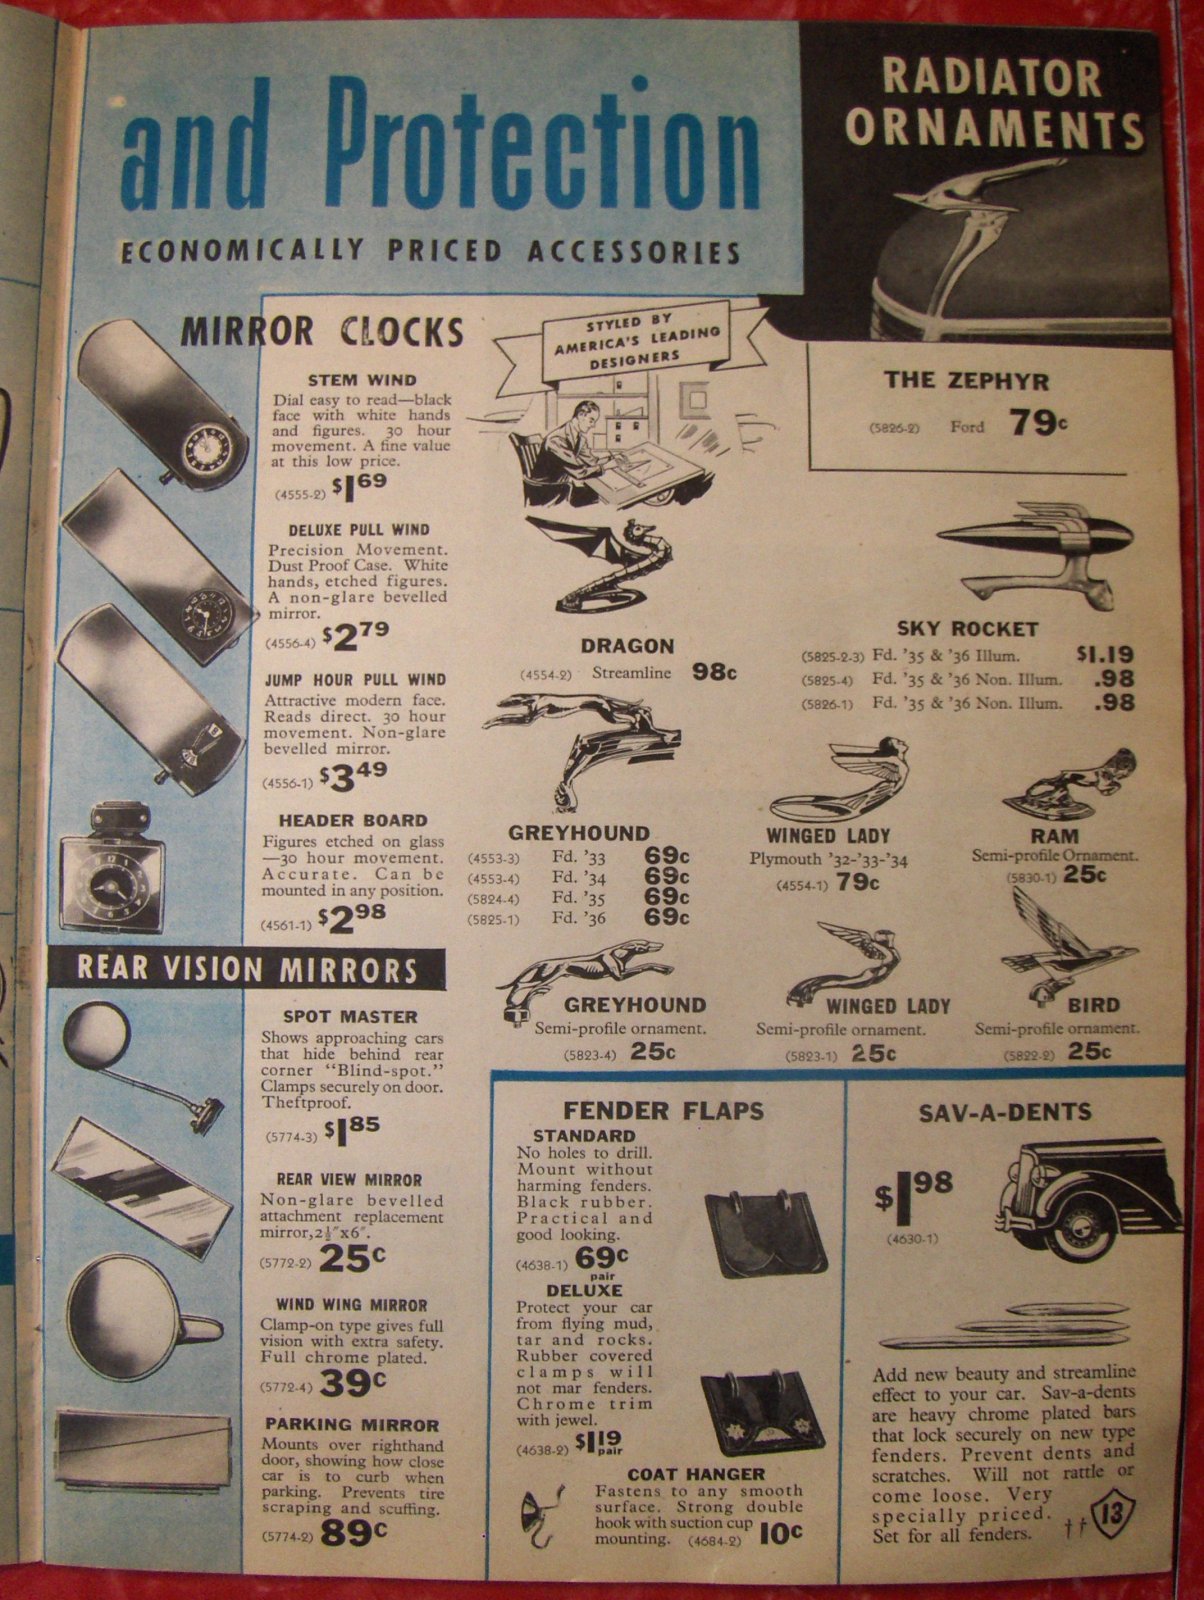 and Protection
ECONOMICALLY PRICED ACCESSORIES
RADIATOR
ORNAMENTS
MIRROR CLOCKS
STEM WIND
Dial easy to read—black
face with white hands
and figures. 30 hour
movement. A fine value
at this low price.
(4555-2) $1.69
DELUXE PULL WIND
Precision Movement.
Dust Proof Case. White
hands, etched figures.
A non-glare bevelled
mirror.
(4556-4) $2.79
JUMP HOUR PULL WIND
Attractive modern face.
Reads direct. 30 hour
movement. Non-glare
bevelled mirror.
(4556-1) $3.49
HEADER BOARD
Figures etched on glass
—30 hour movement.
Accurate. Can be
mounted in any position.
(4561-1) $2.98
REAR VISION MIRRORS
SPOT MASTER
Shows approaching cars
that hide behind rear
corner "Blind-spot."
Clamps securely on door.
Theftproof.
(5774-3) $1.85
REAR VIEW MIRROR
Non-glare bevelled
attachment replacement
mirror, 2½"x6".
(5772-2) 25c
WIND WING MIRROR
Clamp-on type gives full
vision with extra safety.
Full chrome plated.
(5772-4) 39c
PARKING MIRROR
Mounts over righthand
door, showing how close
car is to curb when
parking. Prevents tire
scraping and scuffing.
(5774-2) 89c
STYLED BY
AMERICA'S LEADING
DESIGNERS
THE ZEPHYR
(5826-2) Ford 79c
DRAGON
(4554-2) Streamline 98c
SKY ROCKET
(5825-2-3) Fd. '35 & '36 Illum. $1.19
(5825-4) Fd. '35 & '36 Non. Illum. .98
(5826-1) Fd. '35 & '36 Non. Illum. .98
GREYHOUND
(4553-3) Fd. '33 69c
(4553-4) Fd. '34 69c
(5824-4) Fd. '35 69c
(5825-1) Fd. '36 69c
WINGED LADY
Plymouth '32-'33-'34
(4554-1) 79c
RAM
Semi-profile Ornament.
(5830-1) 25c
GREYHOUND
Semi-profile ornament.
(5823-4) 25c
WINGED LADY
Semi-profile ornament.
(5823-1) 25c
BIRD
Semi-profile ornament.
(5822-2) 25c
FENDER FLAPS
STANDARD
No holes to drill.
Mount without
harming fenders.
Black rubber.
Practical and
good looking.
(4638-1) 69c
pair
DELUXE
Protect your car
from flying mud,
tar and rocks.
Rubber covered
clamps will
not mar fenders.
Chrome trim
with jewel.
(4638-2) $1.19
pair
COAT HANGER
Fastens to any smooth
surface. Strong double
hook with suction cup
mounting. (4684-2) 10c
SAV-A-DENTS
$1.98
(4630-1)
Add new beauty and streamline
effect to your car. Sav-a-dents
are heavy chrome plated bars
that lock securely on new type
fenders. Prevent dents and
scratches. Will not rattle or
come loose. Very
specially priced.
Set for all fenders.
†† 13